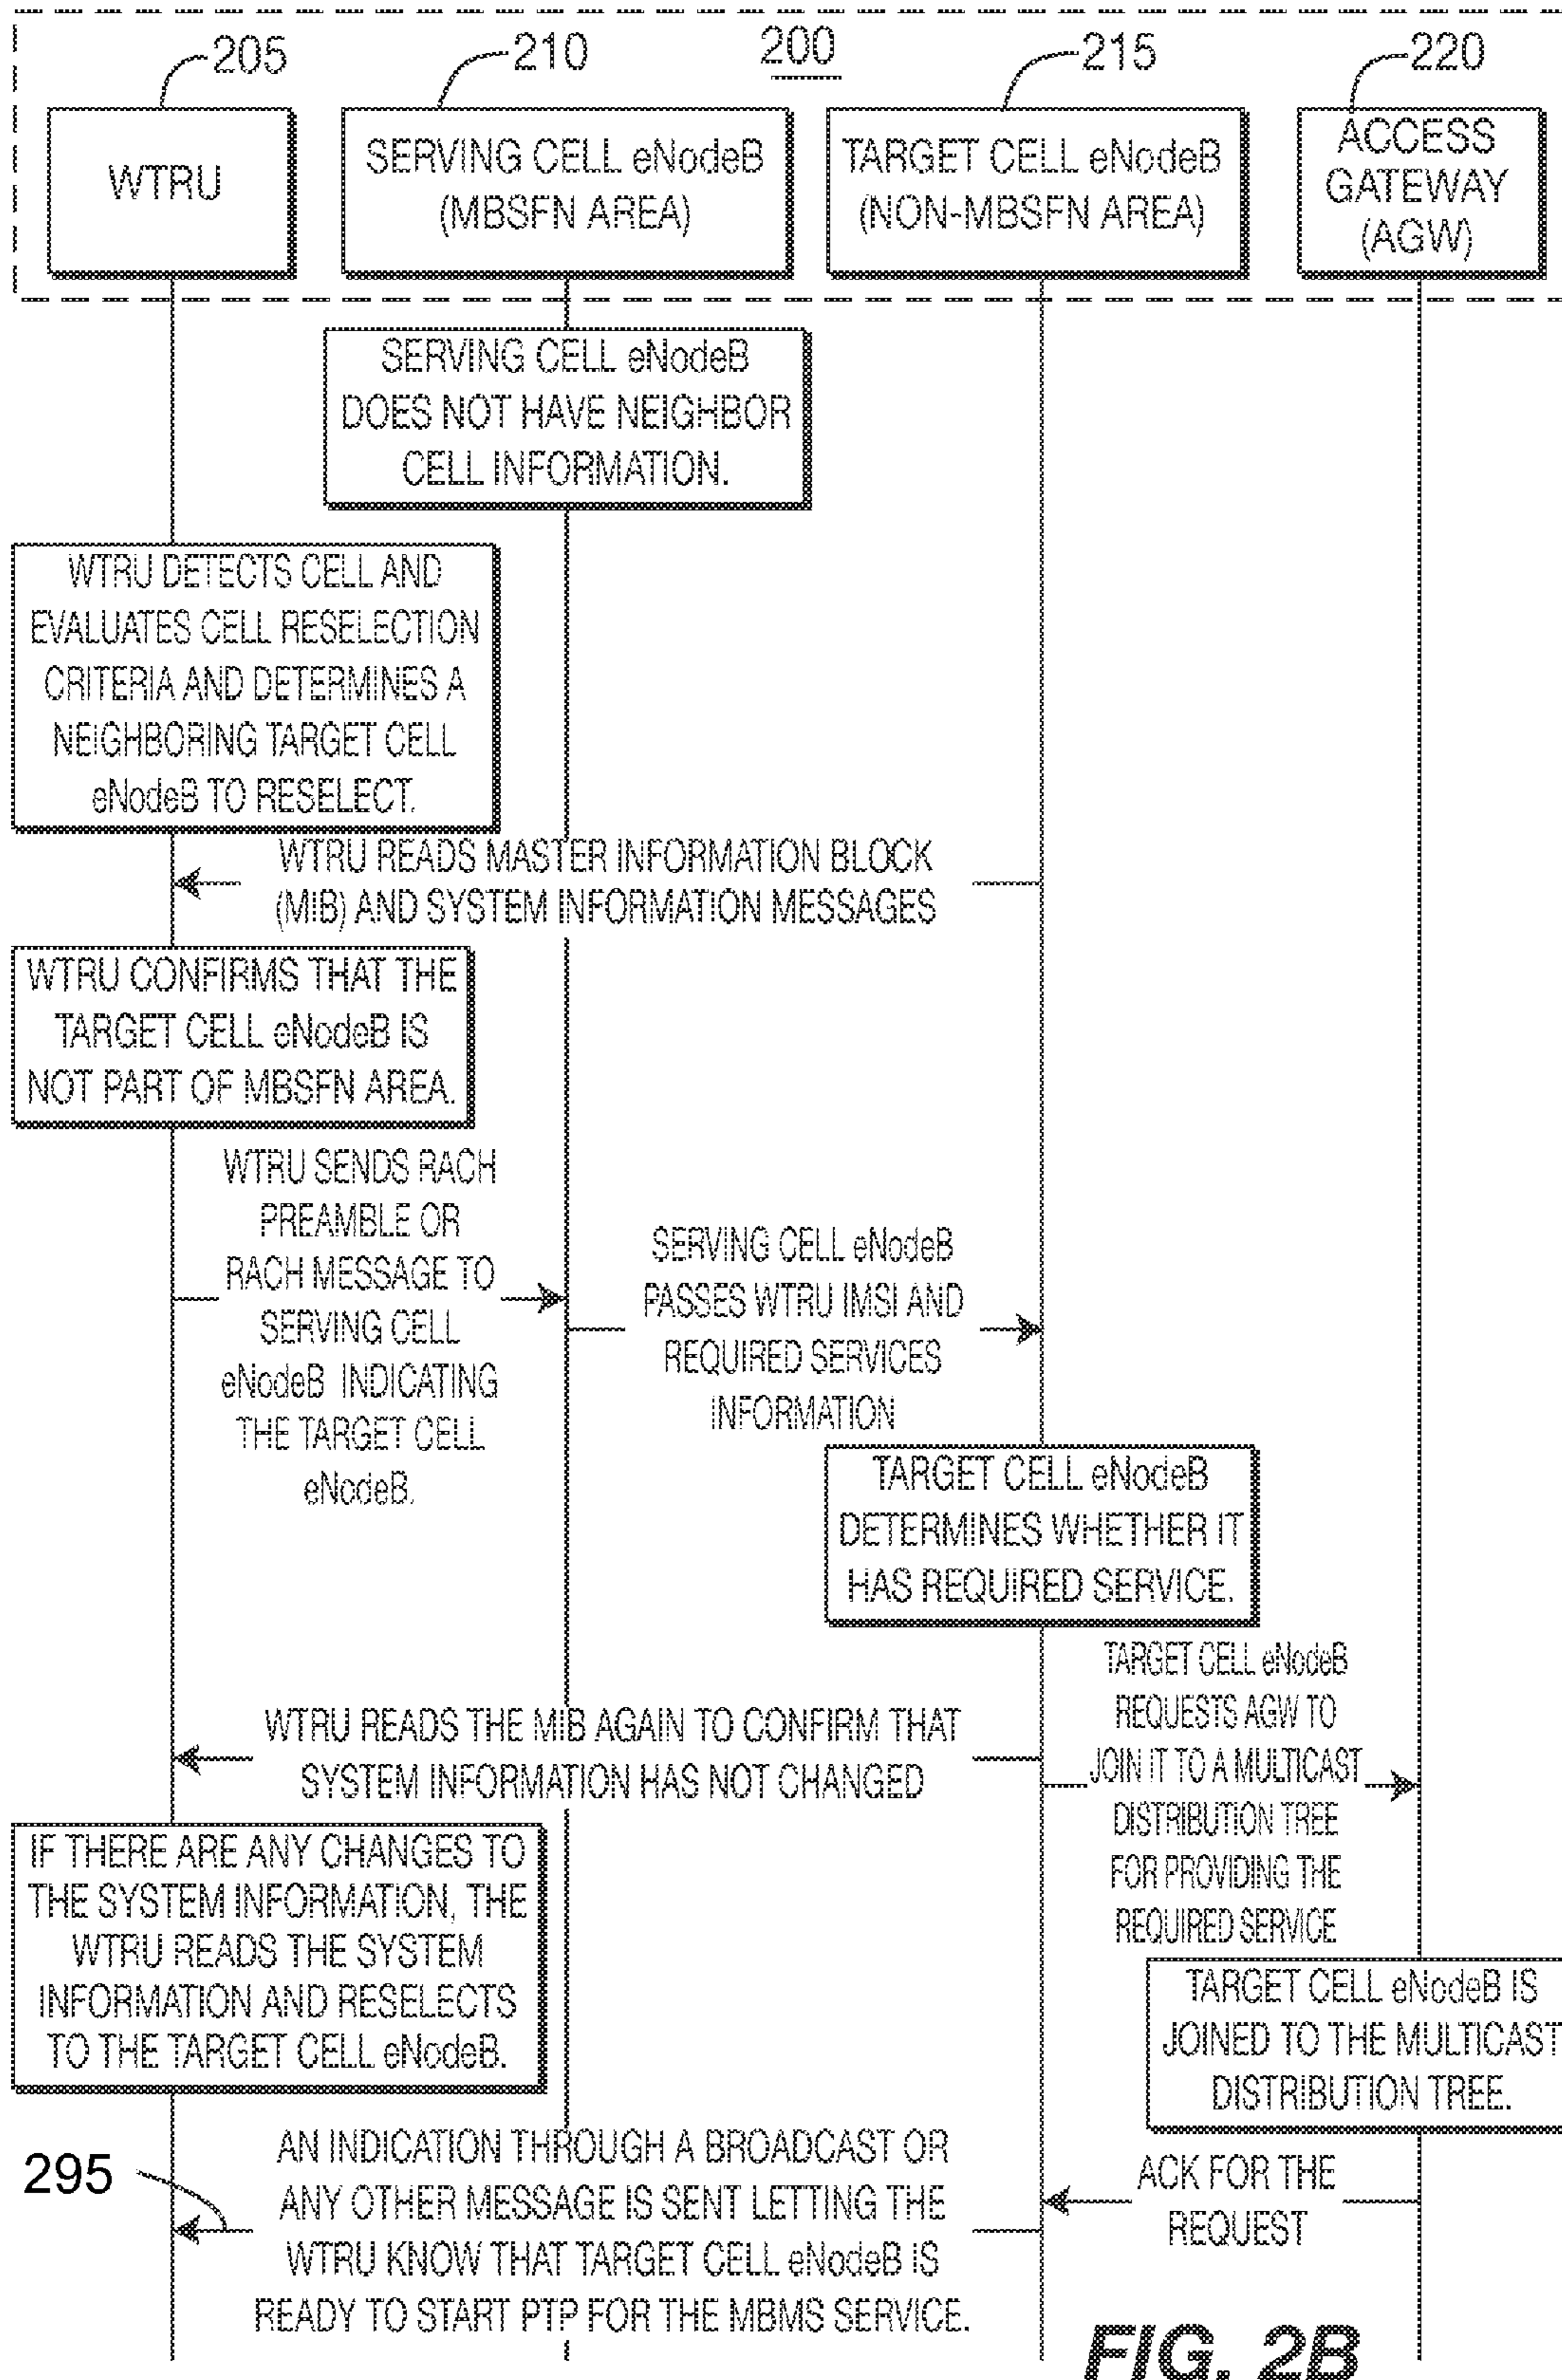 205
210
200
215
220
WTRU
SERVING CELL eNodeB
(MBSFN AREA)
TARGET CELL eNodeB
(NON-MBSFN AREA)
ACCESS
GATEWAY
(AGW)
SERVING CELL eNodeB
DOES NOT HAVE NEIGHBOR
CELL INFORMATION.
WTRU DETECTS CELL AND
EVALUATES CELL RESELECTION
CRITERIA AND DETERMINES A
NEIGHBORING TARGET CELL
eNodeB TO RESELECT.
WTRU READS MASTER INFORMATION BLOCK
(MIB) AND SYSTEM INFORMATION MESSAGES
WTRU CONFIRMS THAT THE
TARGET CELL eNodeB IS
NOT PART OF MBSFN AREA.
WTRU SENDS RACH
PREAMBLE OR
RACH MESSAGE TO
SERVING CELL
eNodeB INDICATING
THE TARGET CELL
eNodeB.
SERVING CELL eNodeB
PASSES WTRU IMSI AND
REQUIRED SERVICES
INFORMATION
TARGET CELL eNodeB
DETERMINES WHETHER IT
HAS REQUIRED SERVICE.
TARGET CELL eNodeB
REQUESTS AGW TO
JOIN IT TO A MULTICAST
DISTRIBUTION TREE
FOR PROVIDING THE
REQUIRED SERVICE
WTRU READS THE MIB AGAIN TO CONFIRM THAT
SYSTEM INFORMATION HAS NOT CHANGED
IF THERE ARE ANY CHANGES TO
THE SYSTEM INFORMATION, THE
WTRU READS THE SYSTEM
INFORMATION AND RESELECTS
TO THE TARGET CELL eNodeB.
TARGET CELL eNodeB IS
JOINED TO THE MULTICAST
DISTRIBUTION TREE.
ACK FOR THE
REQUEST
295
AN INDICATION THROUGH A BROADCAST OR
ANY OTHER MESSAGE IS SENT LETTING THE
WTRU KNOW THAT TARGET CELL eNodeB IS
READY TO START PTP FOR THE MBMS SERVICE.
FIG. 2B